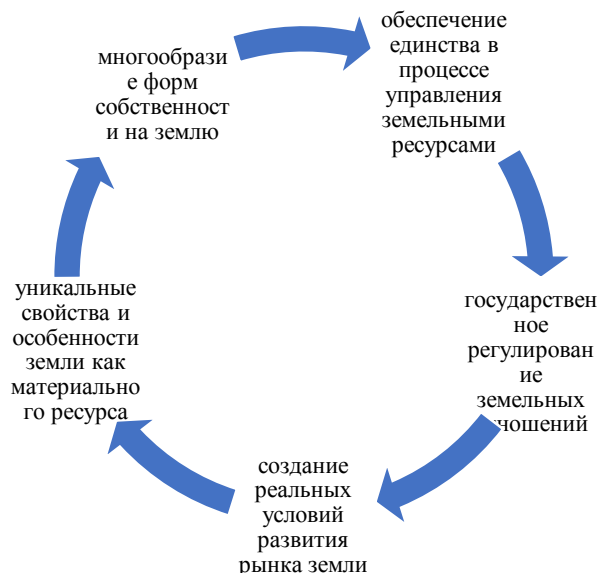 многообрази
е форм
собственност
и на землю
обеспечение
единства в
процессе
управления
земельными
ресурсами
государствен
ное
регулирован
ие
земельных
ношений
создание
реальных
условий
развития
рынка земли
уникальные
свойства и
особенности
земли как
материально
го ресурса